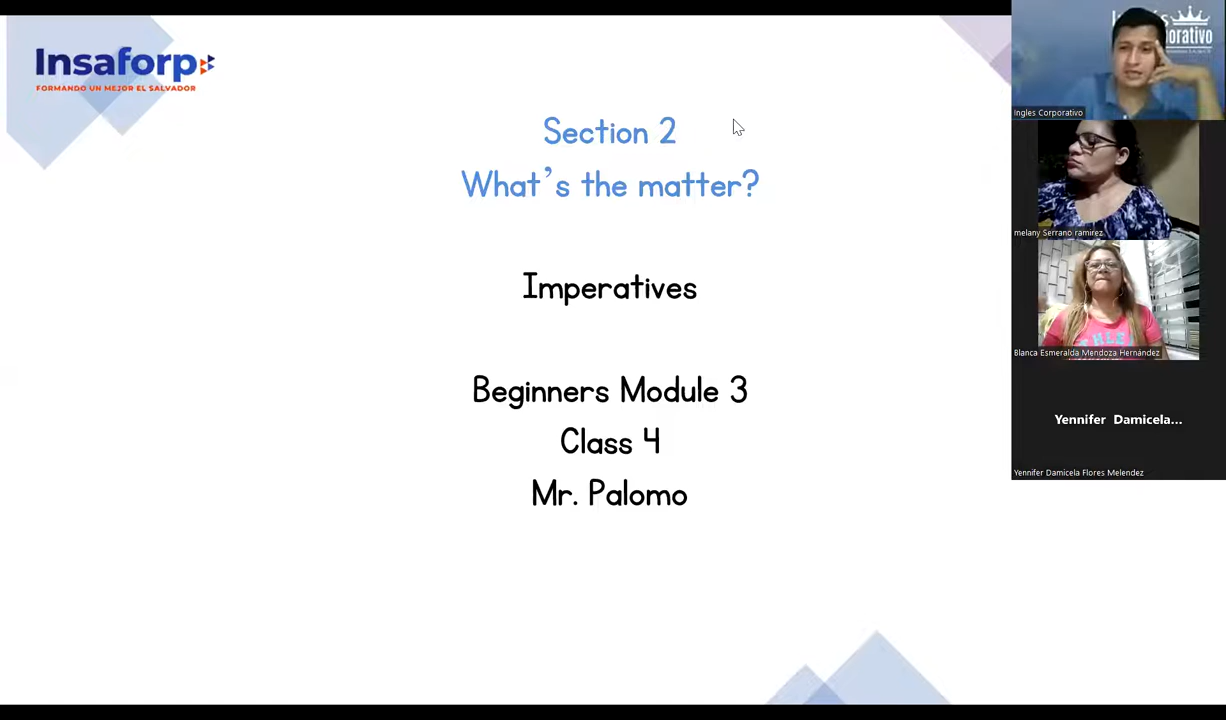 Insaforp
FORMANDO UN MEJOR EL SALVADOR
Section 2
What's the matter?
Imperatives
Beginners Module 3
Class 4
Mr. Palomo
Ingles Corporativo
melany Serrano ramirez
Blanca Esmeralda Mendoza Hernández
Yennifer Damicela...
Yennifer Damicela Flores Melendez